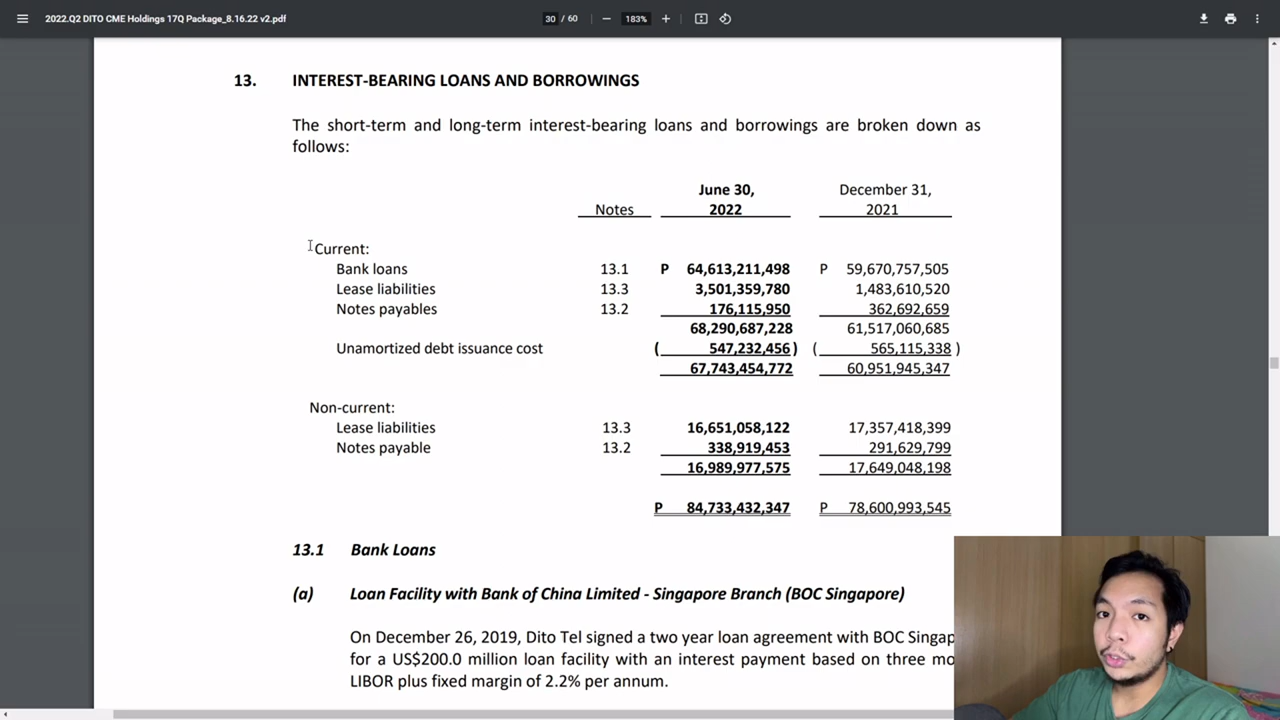 2022.Q2 DITO CME Holdings 17Q Package_8.16.22 v2.pdf
30 / 60
183%
13. INTEREST-BEARING LOANS AND BORROWINGS
The short-term and long-term interest-bearing loans and borrowings are broken down as
follows:
June 30, December 31,
Notes 2022 2021
Current:
Bank loans 13.1 P 64,613,211,498 P 59,670,757,505
Lease liabilities 13.3 3,501,359,780 1,483,610,520
Notes payables 13.2 176,115,950 362,692,659
68,290,687,228 61,517,060,685
Unamortized debt issuance cost ( 547,232,456) ( 565,115,338 )
67,743,454,772 60,951,945,347
Non-current:
Lease liabilities 13.3 16,651,058,122 17,357,418,399
Notes payable 13.2 338,919,453 291,629,799
16,989,977,575 17,649,048,198
P 84,733,432,347 P 78,600,993,545
13.1 Bank Loans
(a) Loan Facility with Bank of China Limited - Singapore Branch (BOC Singapore)
On December 26, 2019, Dito Tel signed a two year loan agreement with BOC Singap
for a US$200.0 million loan facility with an interest payment based on three mo
LIBOR plus fixed margin of 2.2% per annum.